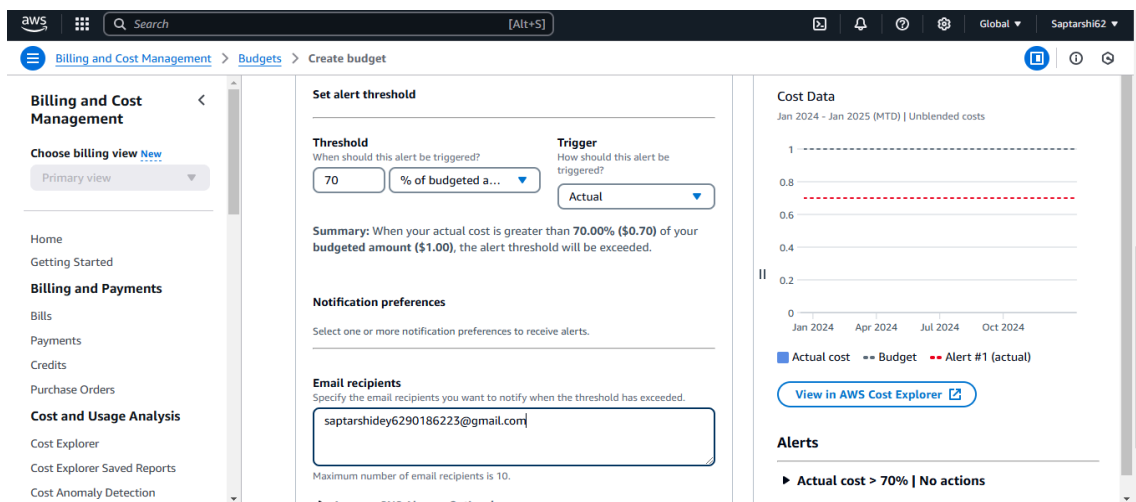 aws
Search [Alt+S]
Global ▼ Saptarshi62 ▼
Billing and Cost Management > Budgets > Create budget
Billing and Cost
Management
Choose billing view New
Primary view
Home
Getting Started
Billing and Payments
Bills
Payments
Credits
Purchase Orders
Cost and Usage Analysis
Cost Explorer
Cost Explorer Saved Reports
Cost Anomaly Detection
Set alert threshold
Threshold
When should this alert be triggered?
70 % of budgeted a...
Trigger
How should this alert be
triggered?
Actual
Summary: When your actual cost is greater than 70.00% ($0.70) of your
budgeted amount ($1.00), the alert threshold will be exceeded.
Notification preferences
Select one or more notification preferences to receive alerts.
Email recipients
Specify the email recipients you want to notify when the threshold has exceeded.
saptarshidey6290186223@gmail.com
Maximum number of email recipients is 10.
Cost Data
Jan 2024 - Jan 2025 (MTD) | Unblended costs
1
0.8
0.6
0.4
0.2
0
Jan 2024 Apr 2024 Jul 2024 Oct 2024
Actual cost Budget Alert #1 (actual)
View in AWS Cost Explorer
Alerts
Actual cost > 70% | No actions